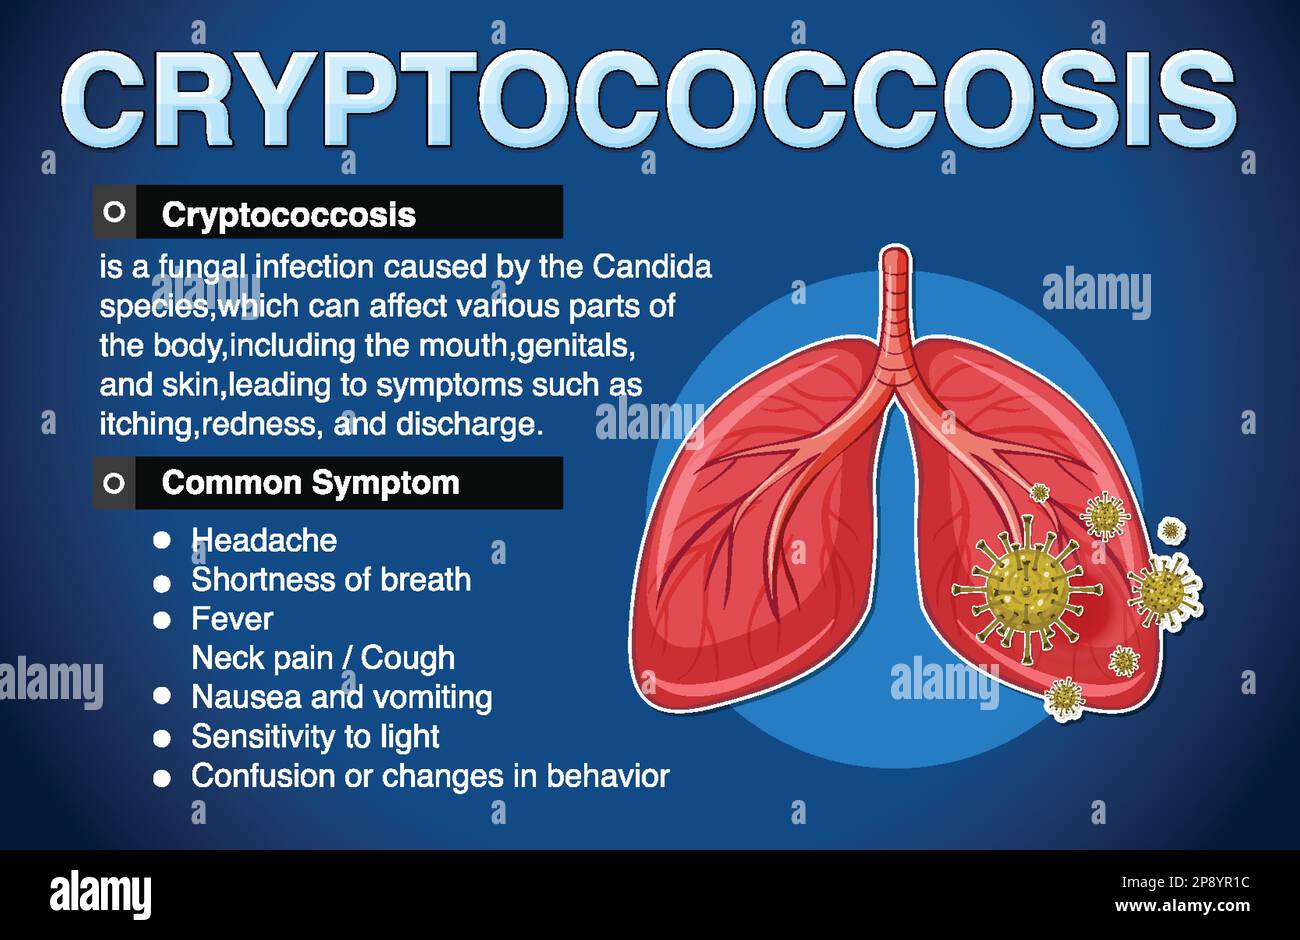 CRYPTOCOCCOSIS
Cryptococcosis
is a fungal infection caused by the Candida
species,which can affect various parts of
the body,including the mouth,genitals,
and skin,leading to symptoms such as
itching,redness, and discharge.
Common Symptom
Headache
Shortness of breath
Fever
Neck pain / Cough
Nausea and vomiting
Sensitivity to light
Confusion or changes in behavior
a
alamy
alamy
Image ID: 2P8YR1C
www.alamy.com